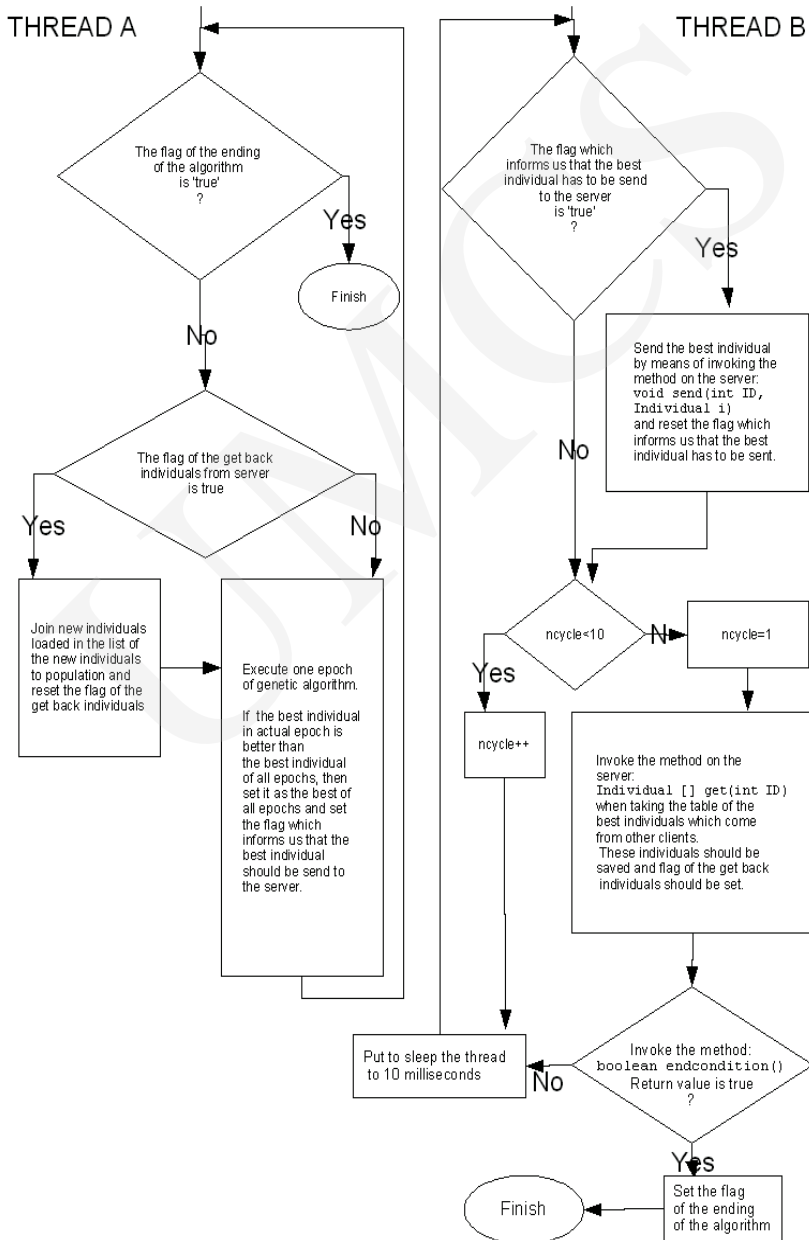 THREAD A
The flag of the ending
of the algorithm
is 'true'
?
Yes
Finish
No
The flag of the get back
individuals from server
is true
Yes
No
Join new individuals
loaded in the list of
the new individuals
to population and
reset the flag of the
get back individuals
Execute one epoch
of genetic algorithm.
If the best individual
in actual epoch is
better than
the best individual
of all epochs, then
set it as the best of
all epochs and set
the flag which
informs us that the
best individual
should be send to
the server.
THREAD B
The flag which
informs us that the best
individual has to be send
to the server
is 'true'
?
Yes
Send the best individual
by means of invoking the
method on the server:
void send(int ID,
Individual i)
and reset the flag which
informs us that the best
individual has to be sent.
No
ncycle<10
N
ncycle=1
Yes
ncycle++
Invoke the method on the
server:
Individual [] get(int ID)
when taking the table of the
best individuals which come
from other clients.
These individuals should be
saved and flag of the get back
individuals should be set.
Invoke the method:
boolean endcondition()
Return value is true
?
No
Put to sleep the thread
to 10 milliseconds
Yes
Set the flag
of the ending
of the algorithm
Finish
UMCS